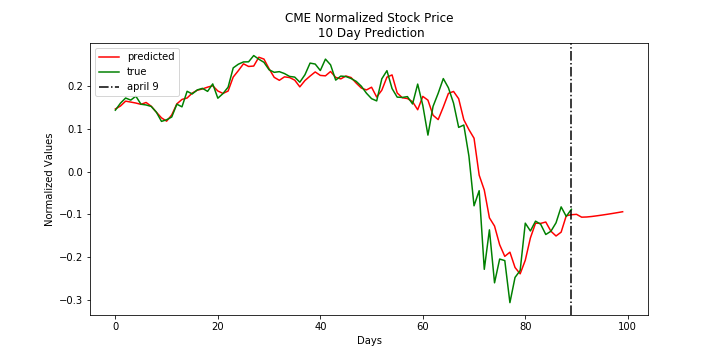 CME Normalized Stock Price
10 Day Prediction
predicted
true
april 9
Normalized Values
0.2
0.1
0.0
−0.1
−0.2
−0.3
0 20 40 60 80 100
Days